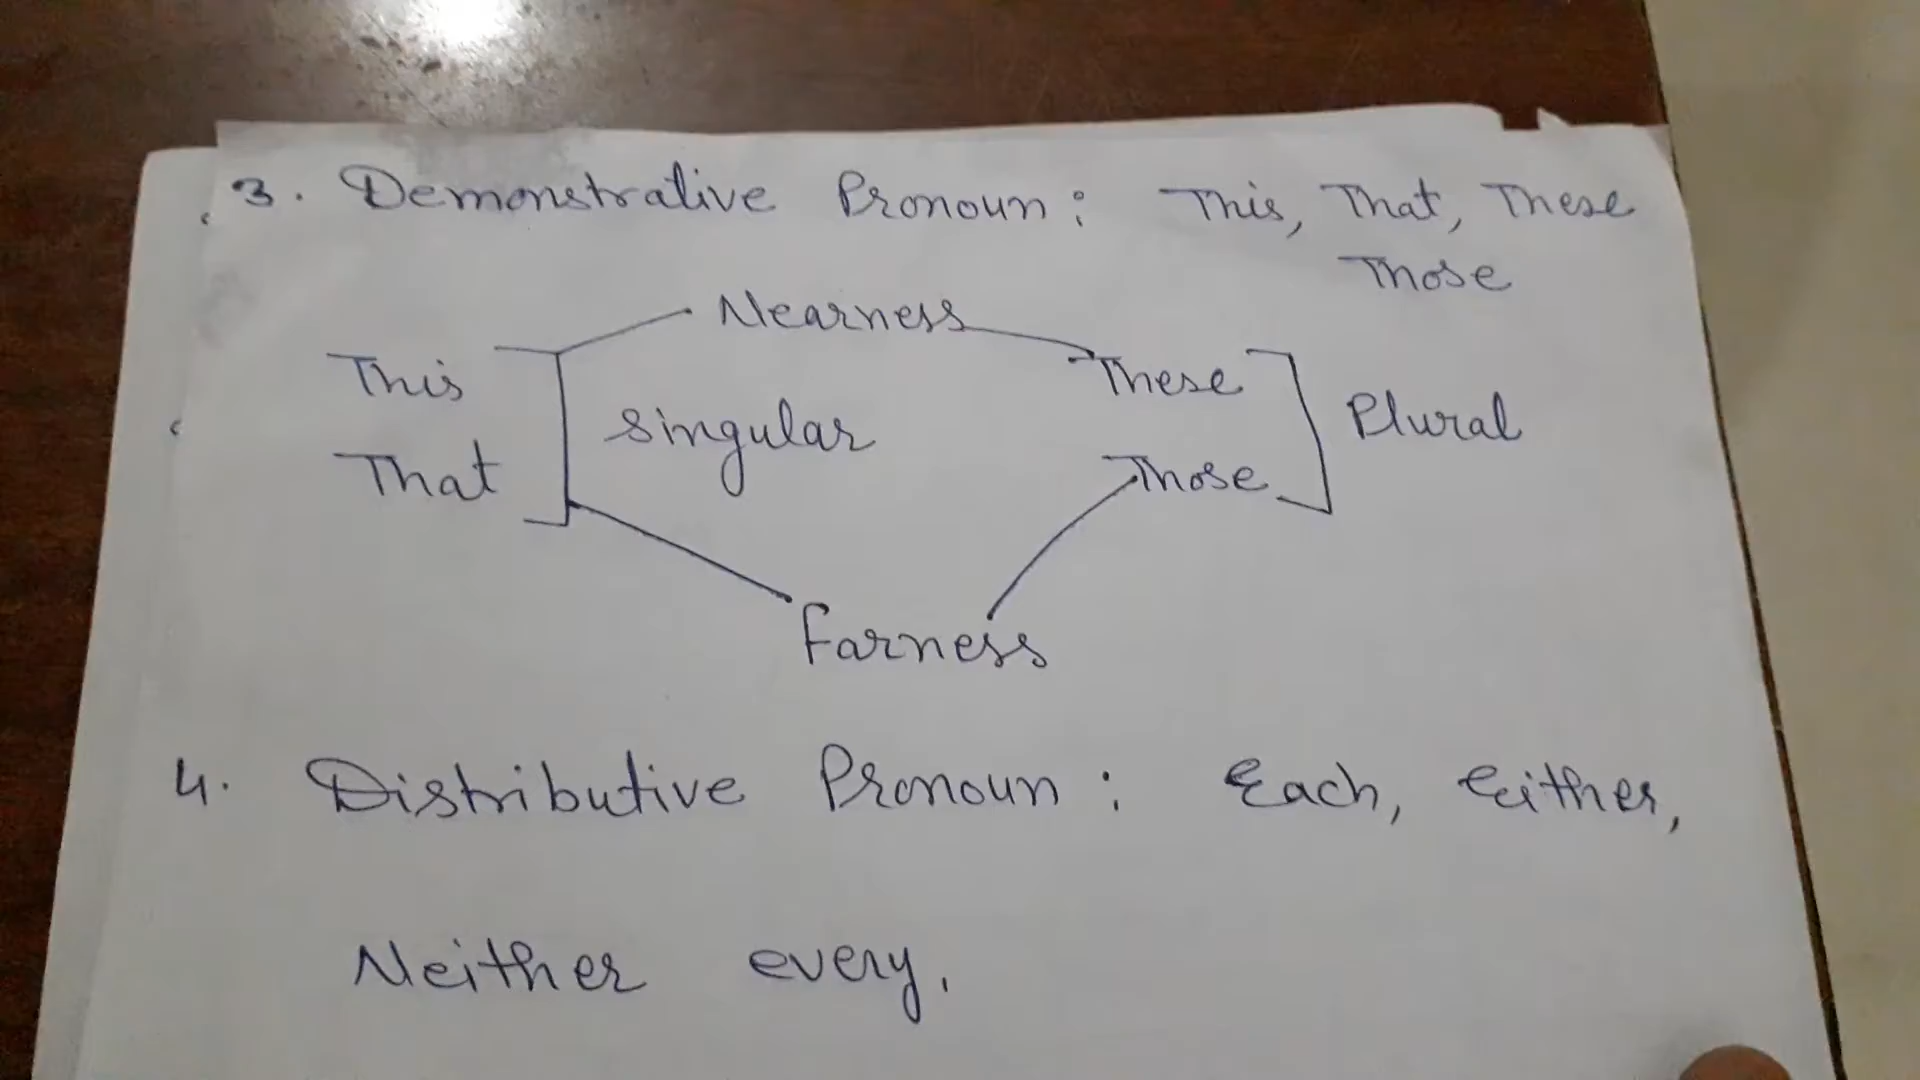 3. Demonstrative Pronoun : This, That, These
Those
Nearness
This These
singular Plural
That Those
Farness
4. Distributive Pronoun : Each, Either,
Neither every.